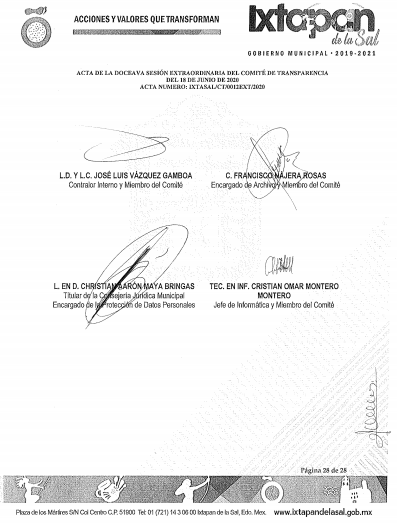 ACCIONES Y VALORES QUE TRANSFORMAN
Ixtapan
de la Sal
GOBIERNO MUNICIPAL • 2019-2021
ACTA DE LA DOCEAVA SESIÓN EXTRAORDINARIA DEL COMITÉ DE TRANSPARENCIA
DEL 18 DE JUNIO DE 2020
ACTA NUMERO: IXTASAL/CT/0012EXT/2020
L.D. Y L.C. JOSÉ LUIS VÁZQUEZ GAMBOA
Contralor Interno y Miembro del Comité
C. FRANCISCO NÁJERA ROSAS
Encargado de Archivo y Miembro del Comité
L. EN D. CHRISTIAN AARÓN MAYA BRINGAS
Titular de la Consejería Jurídica Municipal
Encargado de la Protección de Datos Personales
TEC. EN INF. CRISTIAN OMAR MONTERO
MONTERO
Jefe de Informática y Miembro del Comité
Página 28 de 28
Plaza de los Mártires S/N Col Centro C.P. 51900 Tel: 01 (721) 14 3 06 00 Ixtapan de la Sal, Edo. Mex. www.ixtapandelasal.gob.mx